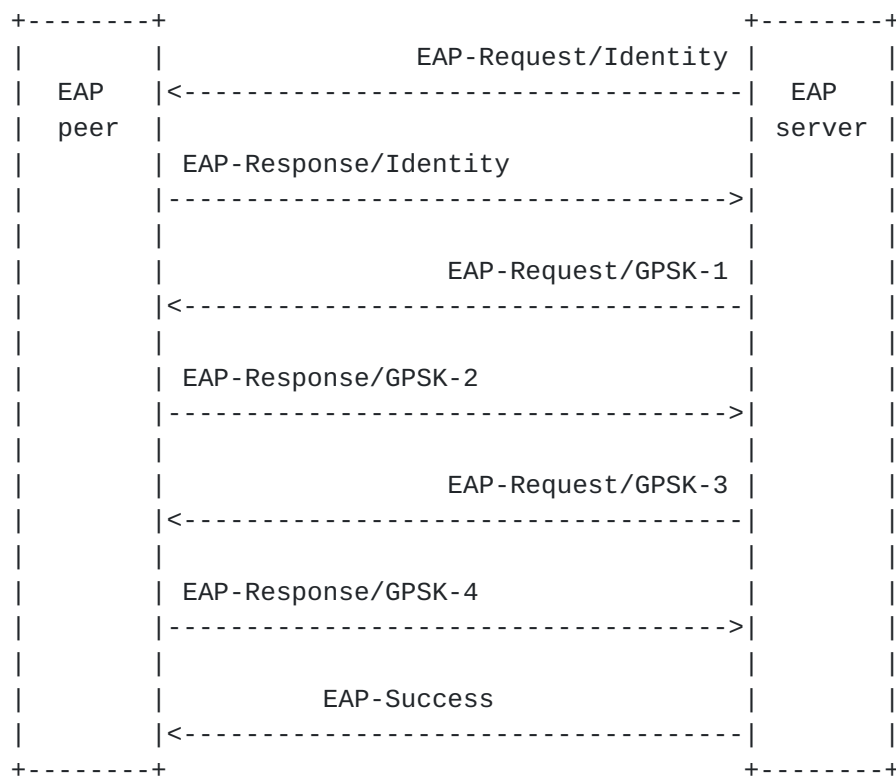 +--------+                                     +--------+
|        |                EAP-Request/Identity |        |
|  EAP   |<------------------------------------|  EAP   |
|  peer  |                                     | server |
|        | EAP-Response/Identity               |        |
|        |------------------------------------>|        |
|        |                                     |        |
|        |                  EAP-Request/GPSK-1 |        |
|        |<------------------------------------|        |
|        |                                     |        |
|        | EAP-Response/GPSK-2                 |        |
|        |------------------------------------>|        |
|        |                                     |        |
|        |                  EAP-Request/GPSK-3 |        |
|        |<------------------------------------|        |
|        |                                     |        |
|        | EAP-Response/GPSK-4                 |        |
|        |------------------------------------>|        |
|        |                                     |        |
|        |          EAP-Success                |        |
|        |<------------------------------------|        |
+--------+                                     +--------+